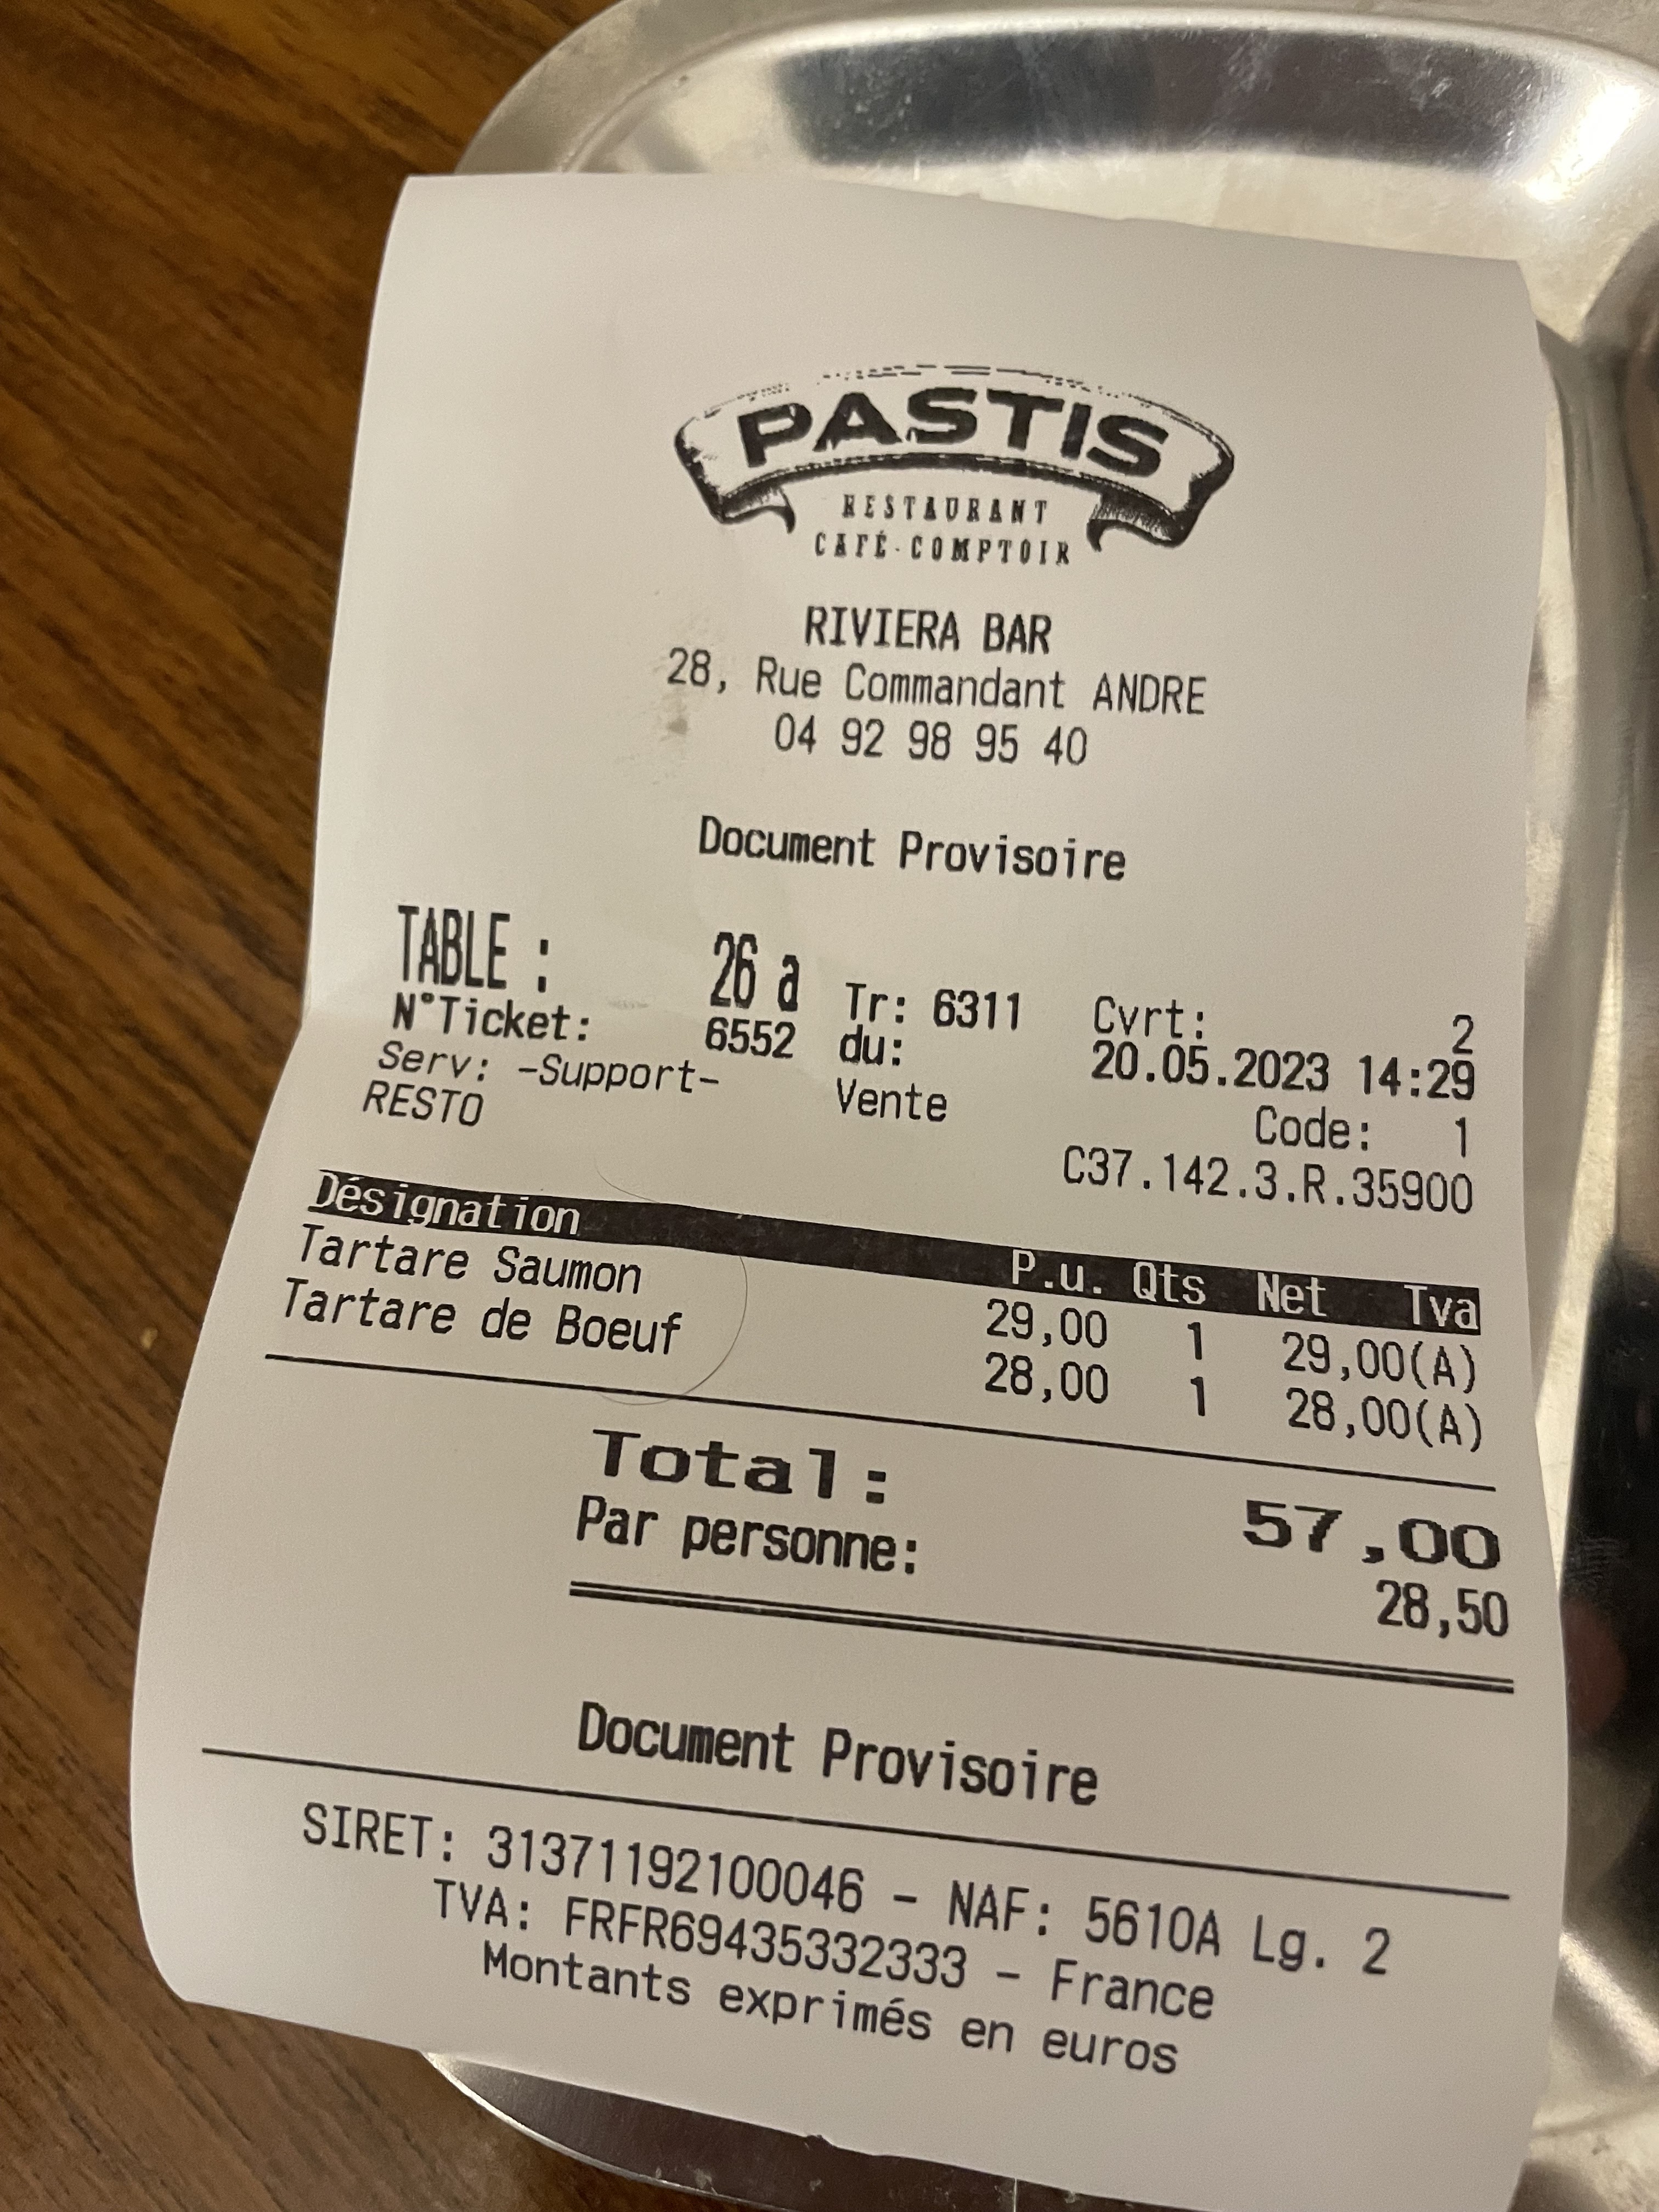 PASTIS
RESTAURANT
CAFÉ-COMPTOIR
RIVIERA BAR
28, Rue Commandant ANDRE
04 92 98 95 40
Document Provisoire
TABLE : 26 a Tr: 6311 Cvrt: 2
N°Ticket: 6552 du: 20.05.2023 14:29
Serv: -Support- Vente Code: 1
RESTO C37.142.3.R.35900
Désignation P.u. Qts Net Tva
Tartare Saumon 29,00 1 29,00(A)
Tartare de Boeuf 28,00 1 28,00(A)
Total: 57,00
Par personne: 28,50
Document Provisoire
SIRET: 31371192100046 - NAF: 5610A Lg. 2
TVA: FRFR69435332333 - France
Montants exprimés en euros